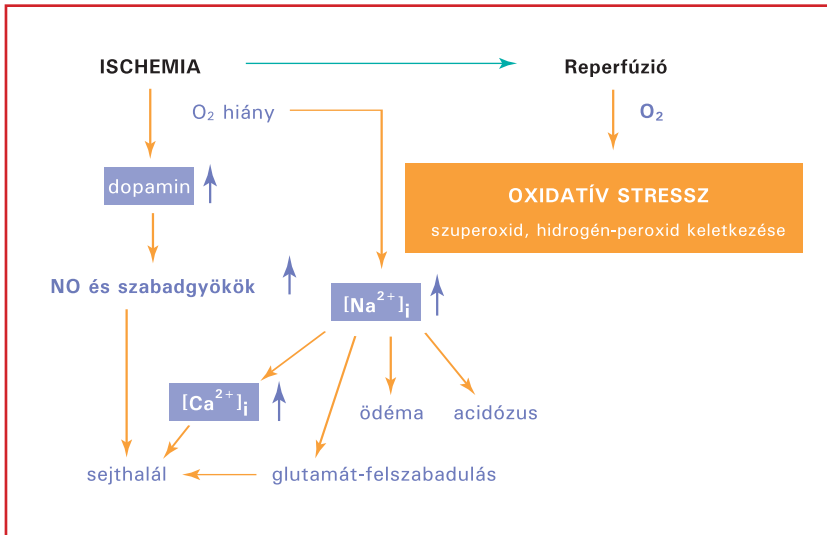 ISCHEMIA
Reperfúzió
O₂ hiány
O₂
dopamin
OXIDATÍV STRESSZ
szuperoxid, hidrogén-peroxid keletkezése
NO és szabadgyökök
[Na²⁺]i
[Ca²⁺]i
ödéma
acidózus
sejthalál
glutamát-felszabadulás